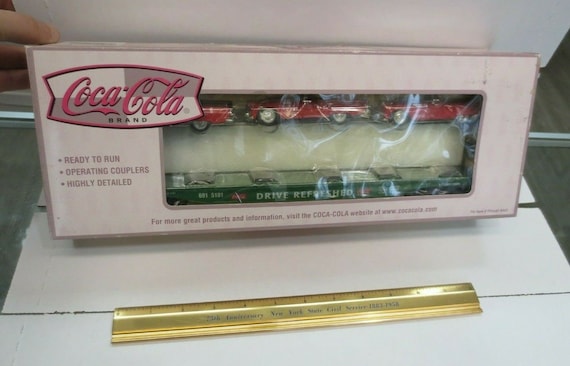 Coca-Cola
BRAND
• READY TO RUN
• OPERATING COUPLERS
• HIGHLY DETAILED
DRIVE REFRESHED
For more great products and information, visit the COCA-COLA website at www.cocacola.com
75th Anniversary New York State Civil Service 1883-1958